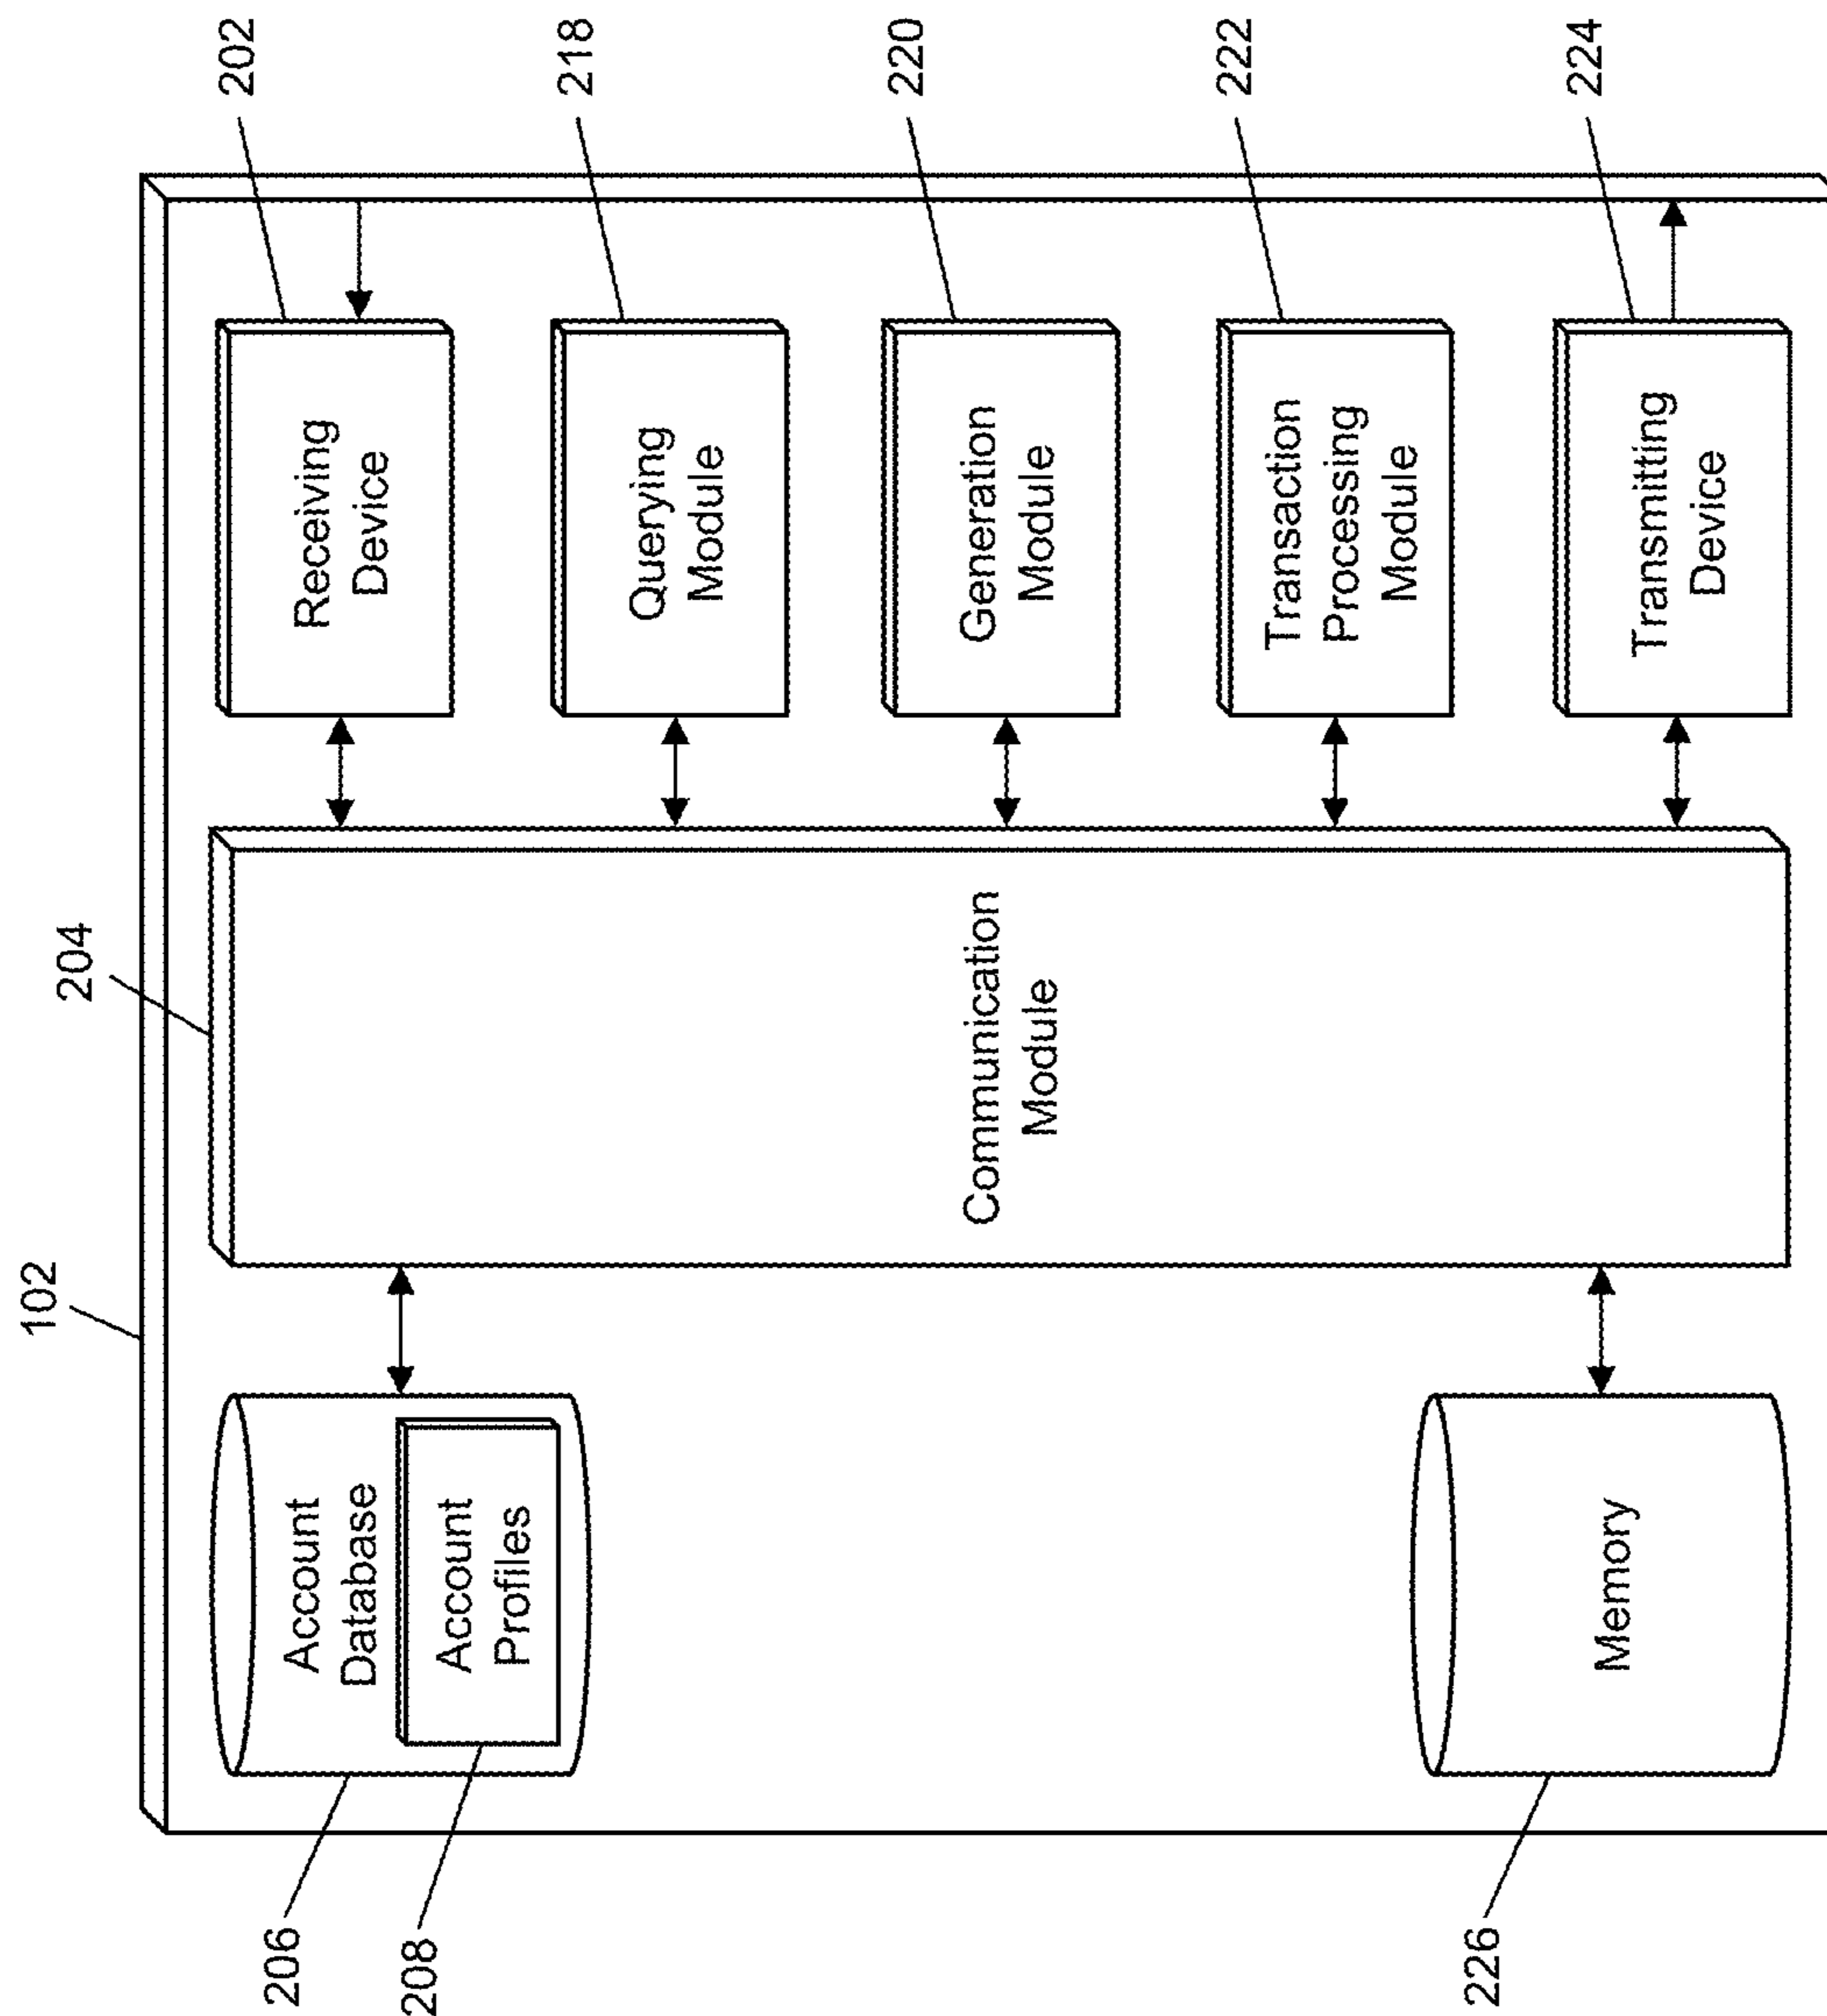 102
204
202
218
220
222
224
206
208
226
Receiving
Device
Querying
Module
Generation
Module
Transaction
Processing
Module
Transmitting
Device
Communication
Module
Account
Database
Account
Profiles
Memory